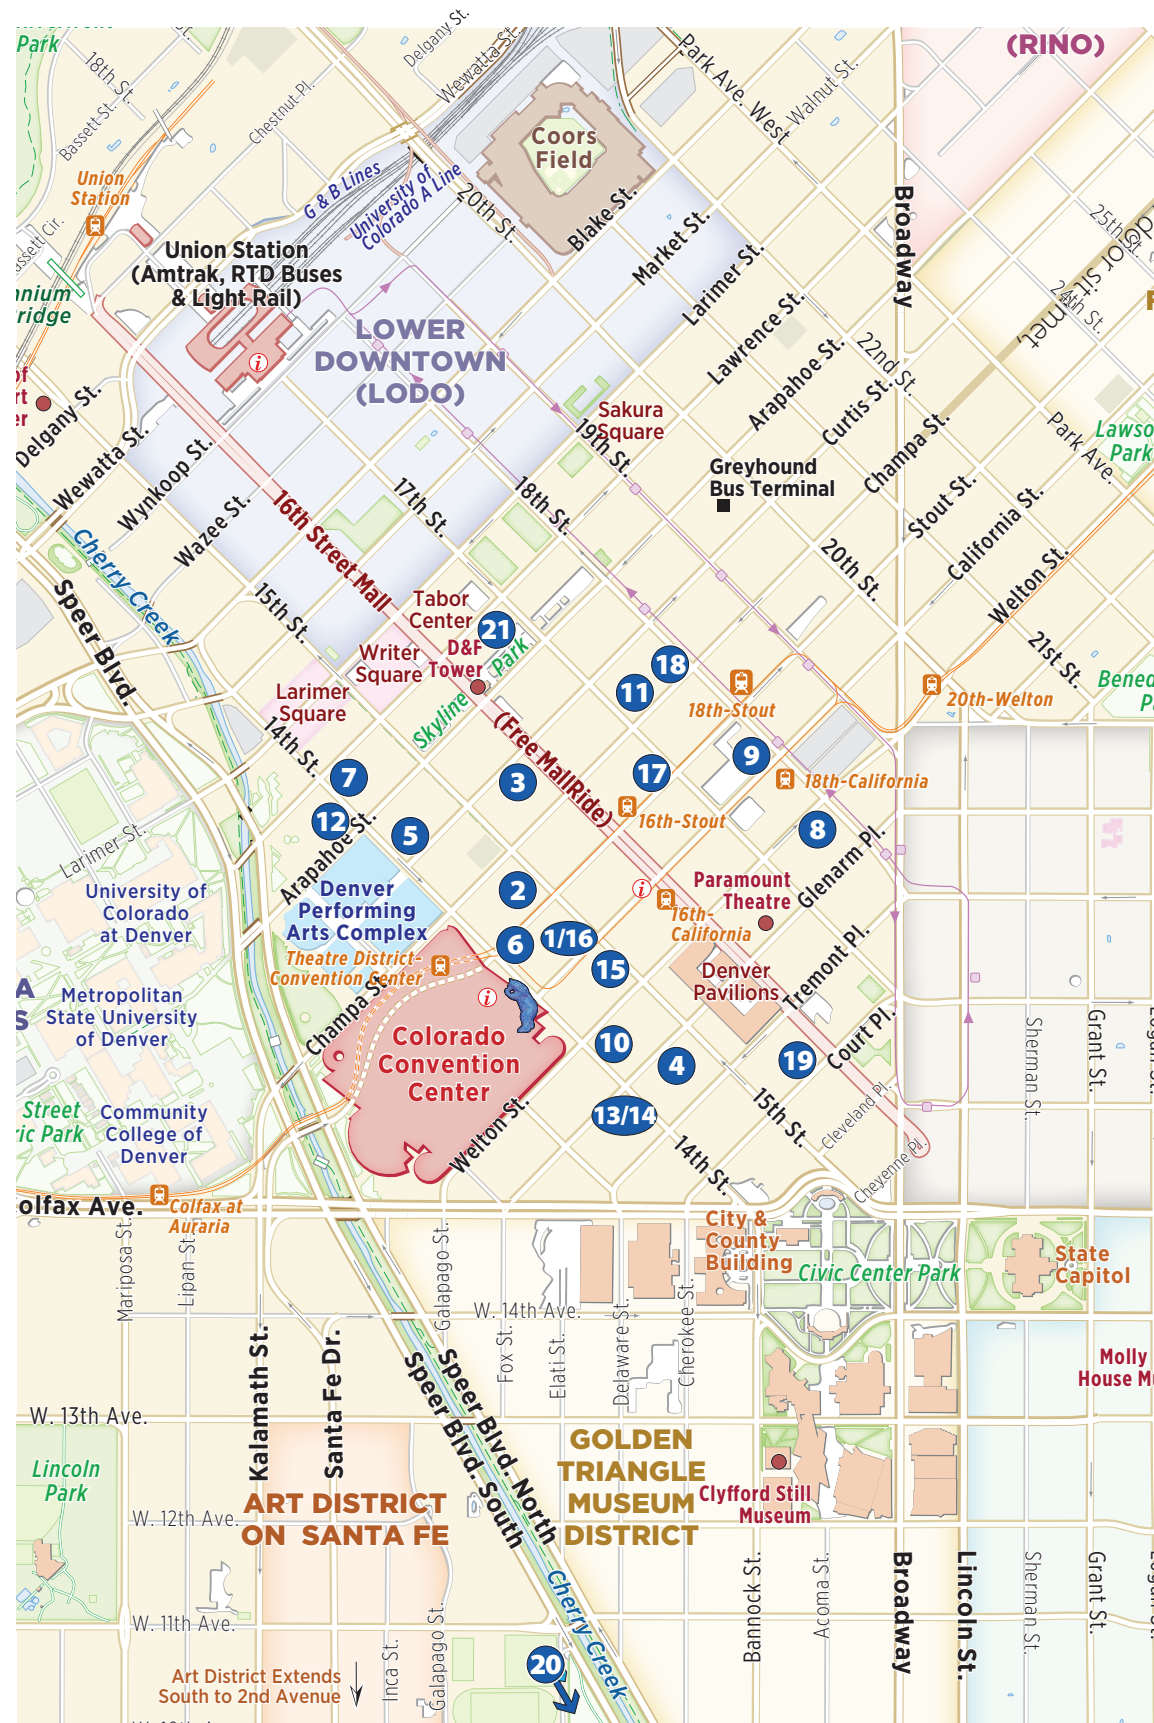 Park
18th St.
Bassett St.
Chestnut Pl.
Delgany St.
Wewatta St.
Park Ave. West
Walnut St.
(RINO)
Coors
Field
Union
Station
G & B Lines
University of
Colorado A Line
20th St.
Blake St.
Market St.
Larimer St.
Broadway
25th St.
24th St.
Union Station
(Amtrak, RTD Buses
& Light Rail)
LOWER
DOWNTOWN
(LODO)
Lawrence St.
Arapahoe St.
22nd St.
Curtis St.
Champa St.
Park Ave.
Delgany St.
Wewatta St.
Wynkoop St.
Wazee St.
Sakura
Square
19th St.
Greyhound
Bus Terminal
Stout St.
California St.
Welton St.
17th St.
18th St.
20th St.
21st St.
16th Street Mall
Cherry Creek
Speer Blvd.
15th St.
Tabor
Center
21
D&F
Tower
Writer
Square
Skyline Park
Larimer
Square
14th St.
18
11
18th-Stout
20th-Welton
(Free MallRide)
7
3
17
9
18th-California
16th-Stout
12
5
8
Arapahoe St.
Larimer St.
Glenarm Pl.
University of
Colorado
at Denver
Denver
Performing
Arts Complex
2
Paramount
Theatre
16th-
California
6
1/16
15
Theatre District-
Convention Center
Denver
Pavilions
Tremont Pl.
Metropolitan
State University
of Denver
Champa St.
Colorado
Convention
Center
10
4
19
Court Pl.
Sherman St.
Grant St.
13/14
15th St.
Cleveland Pl.
Community
College of
Denver
Welton St.
14th St.
Cheyenne Pl.
Colfax at
Auraria
City &
County
Building
Civic Center Park
State
Capitol
Mariposa St.
Lipan St.
Galapago St.
W. 14th Ave.
Fox St.
Elati St.
Delaware St.
Cherokee St.
Kalamath St.
Santa Fe Dr.
Speer Blvd. North
Speer Blvd. South
W. 13th Ave.
Lincoln
Park
GOLDEN
TRIANGLE
MUSEUM
DISTRICT
Clyfford Still
Museum
ART DISTRICT
ON SANTA FE
W. 12th Ave.
W. 11th Ave.
Cherry Creek
Bannock St.
Acoma St.
Broadway
Lincoln St.
Sherman St.
Grant St.
Art District Extends
South to 2nd Avenue
Inca St.
Galapago St.
20